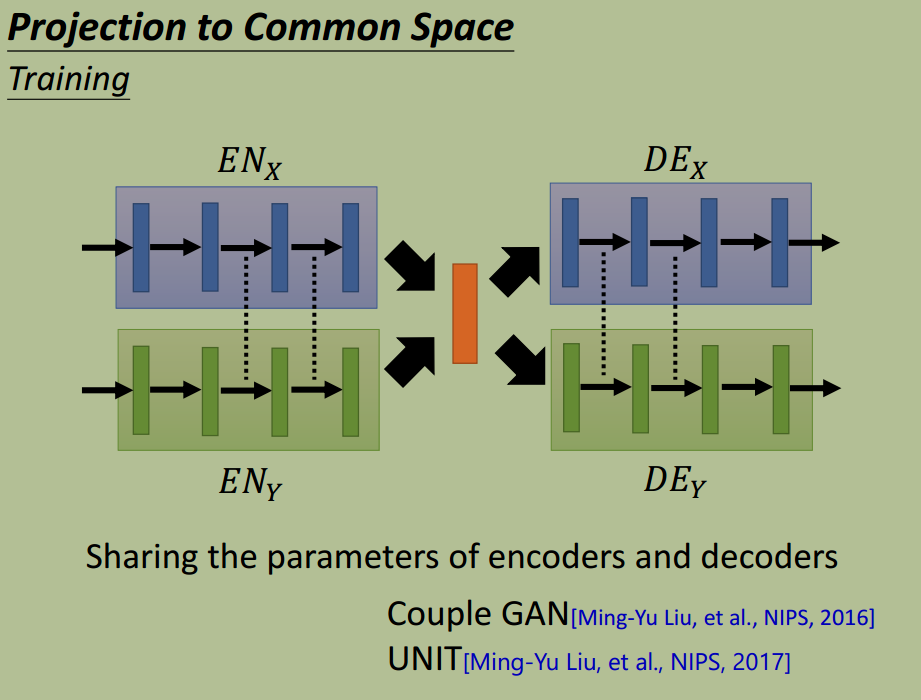 Projection to Common Space
Training
EN_X
DE_X
EN_Y
DE_Y
Sharing the parameters of encoders and decoders
Couple GAN[Ming-Yu Liu, et al., NIPS, 2016]
UNIT[Ming-Yu Liu, et al., NIPS, 2017]